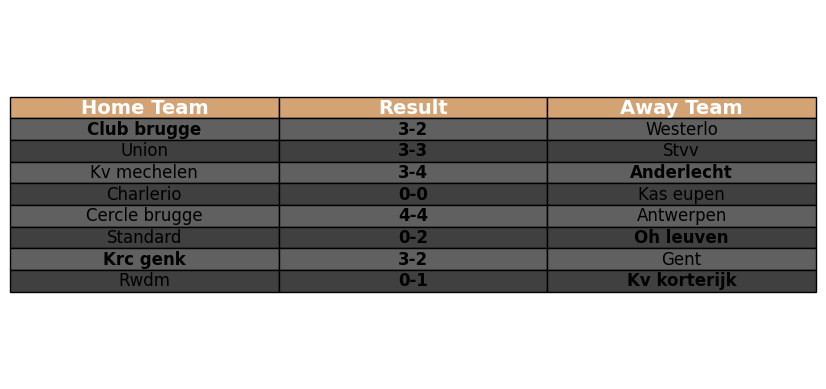 Home Team Result Away Team
Club brugge 3-2 Westerlo
Union 3-3 Stvv
Kv mechelen 3-4 Anderlecht
Charlerio 0-0 Kas eupen
Cercle brugge 4-4 Antwerpen
Standard 0-2 Oh leuven
Krc genk 3-2 Gent
Rwdm 0-1 Kv korterijk